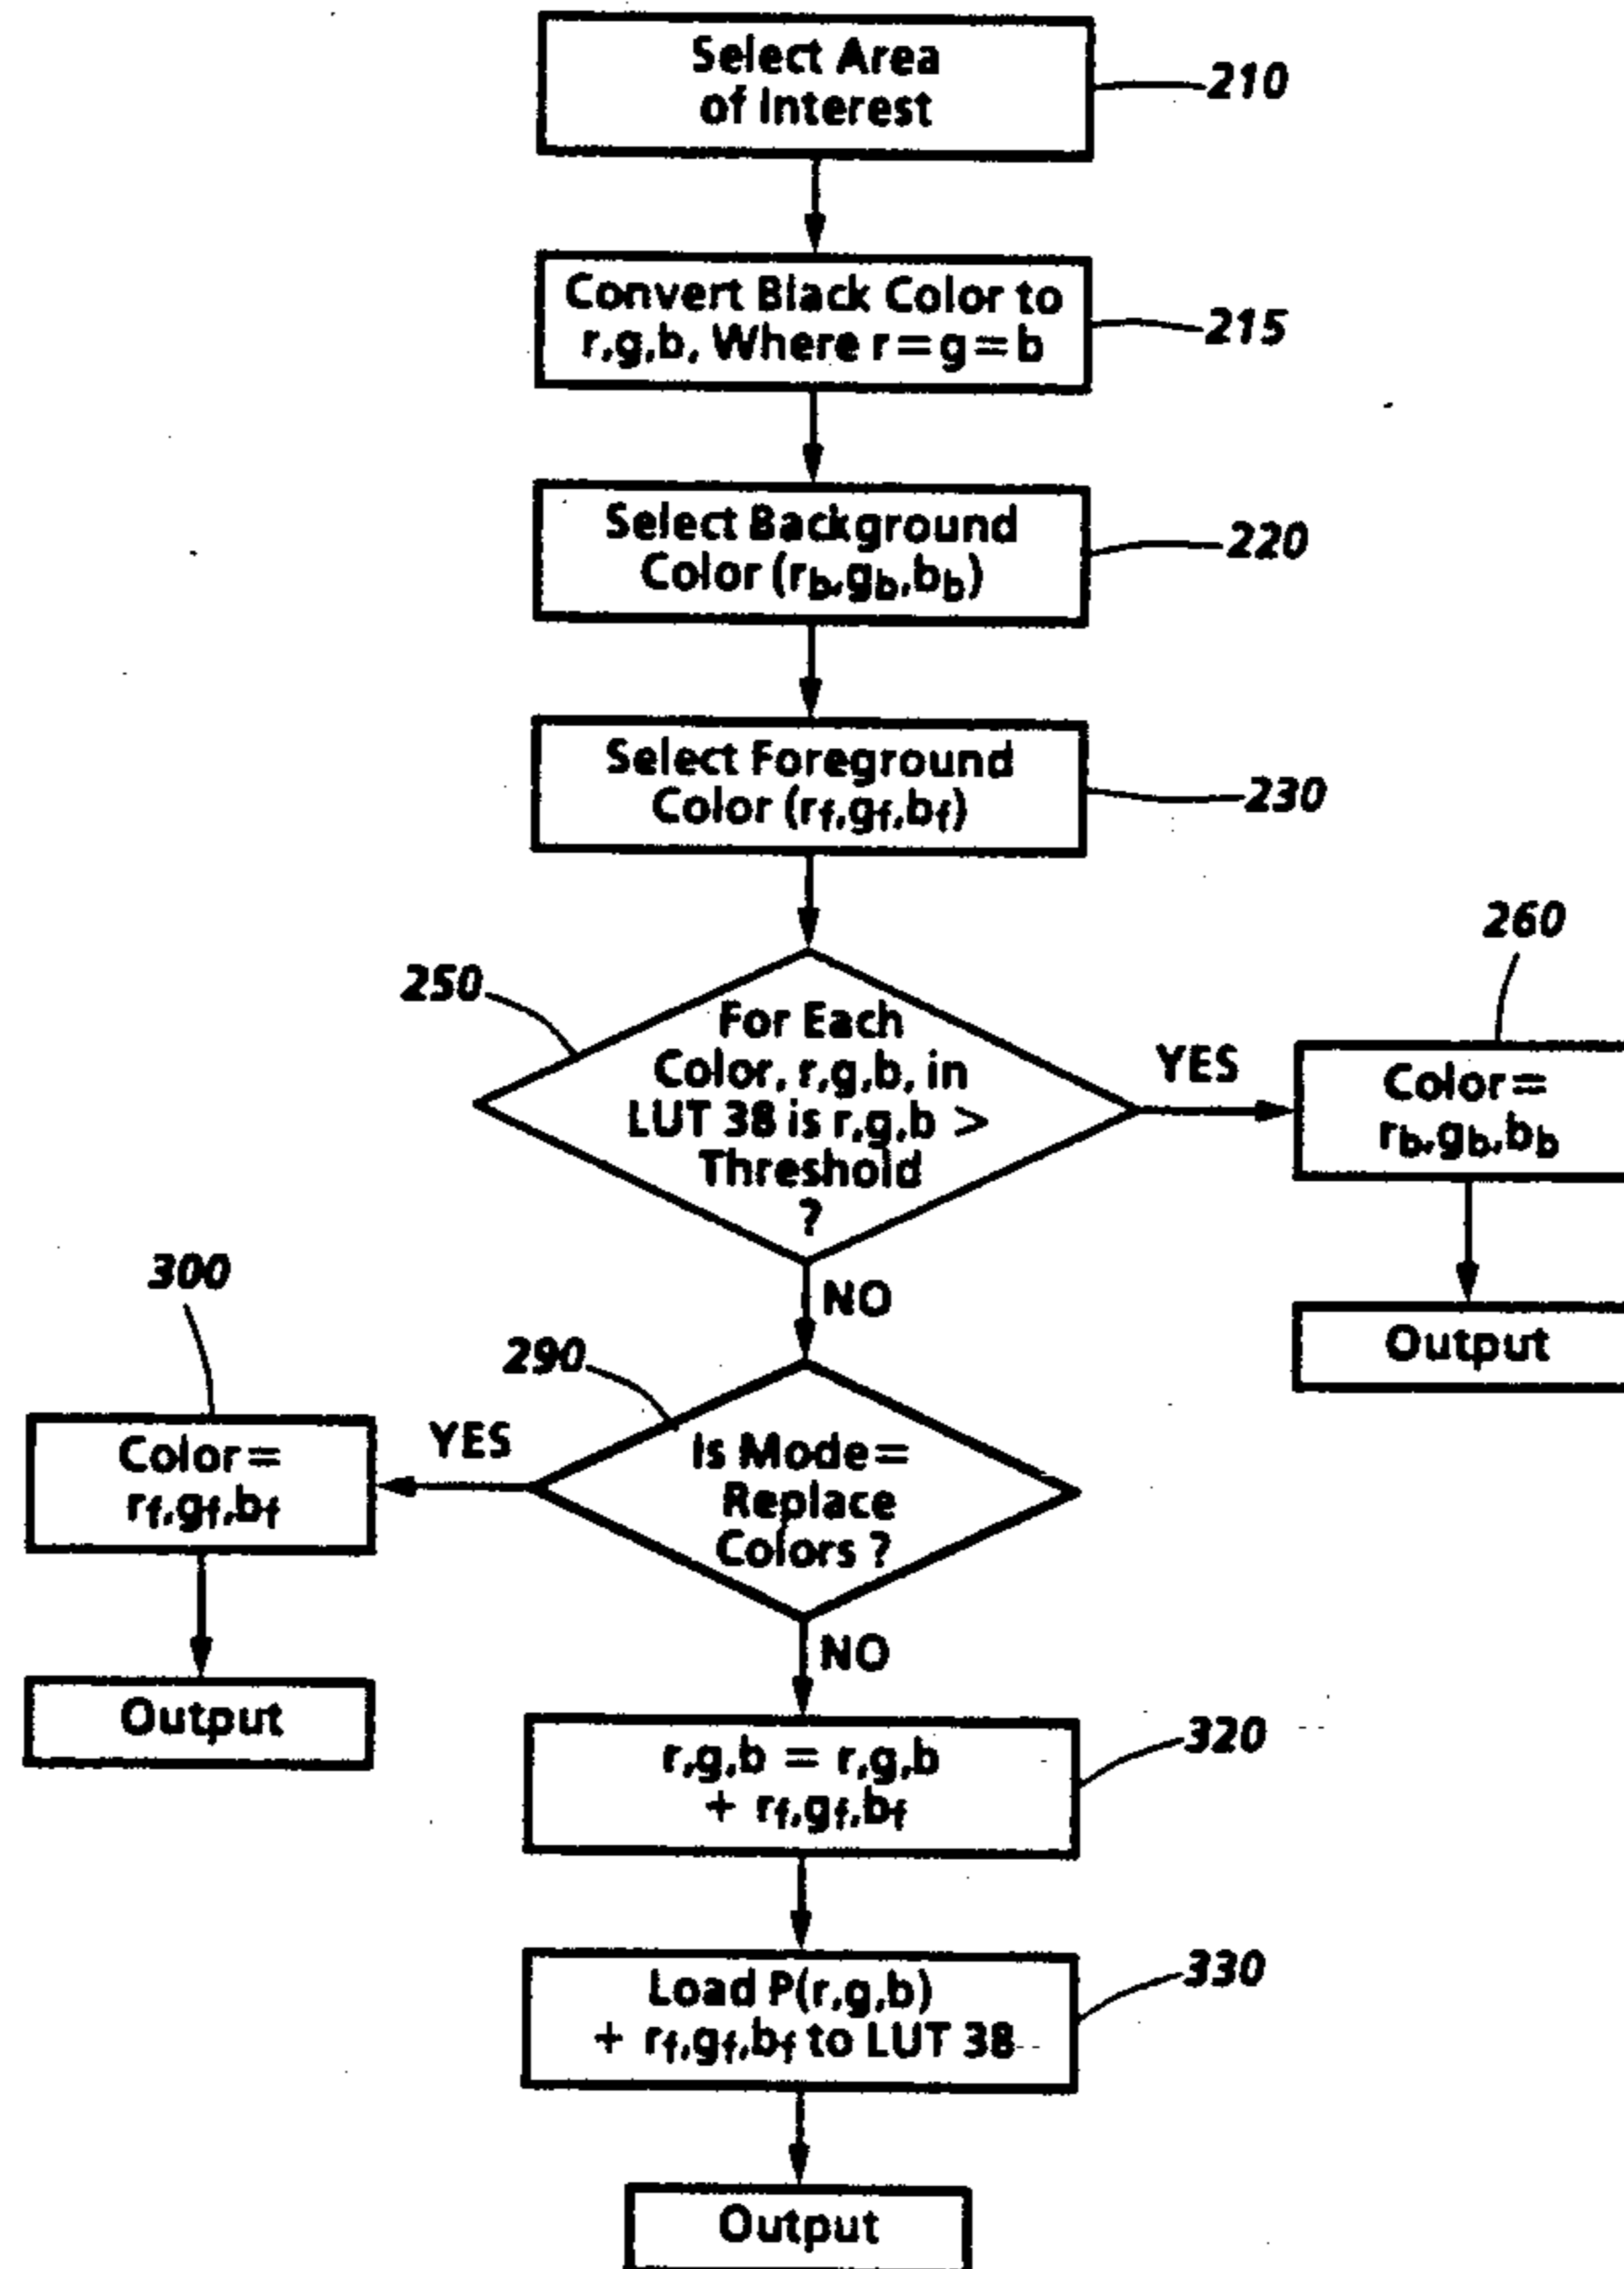 Select Area
of Interest
210
Convert Black Color to
r,g,b, Where r=g=b
215
Select Background
Color (rb,gb,bb)
220
Select Foreground
Color (rf,gf,bf)
230
250
For Each
Color, r,g,b, in
LUT 38 is r,g,b >
Threshold
?
YES
260
Color=
rb,gb,bb
Output
NO
290
Is Mode=
Replace
Colors ?
YES
300
Color=
rf,gf,bf
Output
NO
r,g,b = r,g,b
+ rf,gf,bf
320
Load P(r,g,b)
+ rf,gf,bf to LUT 38
330
Output